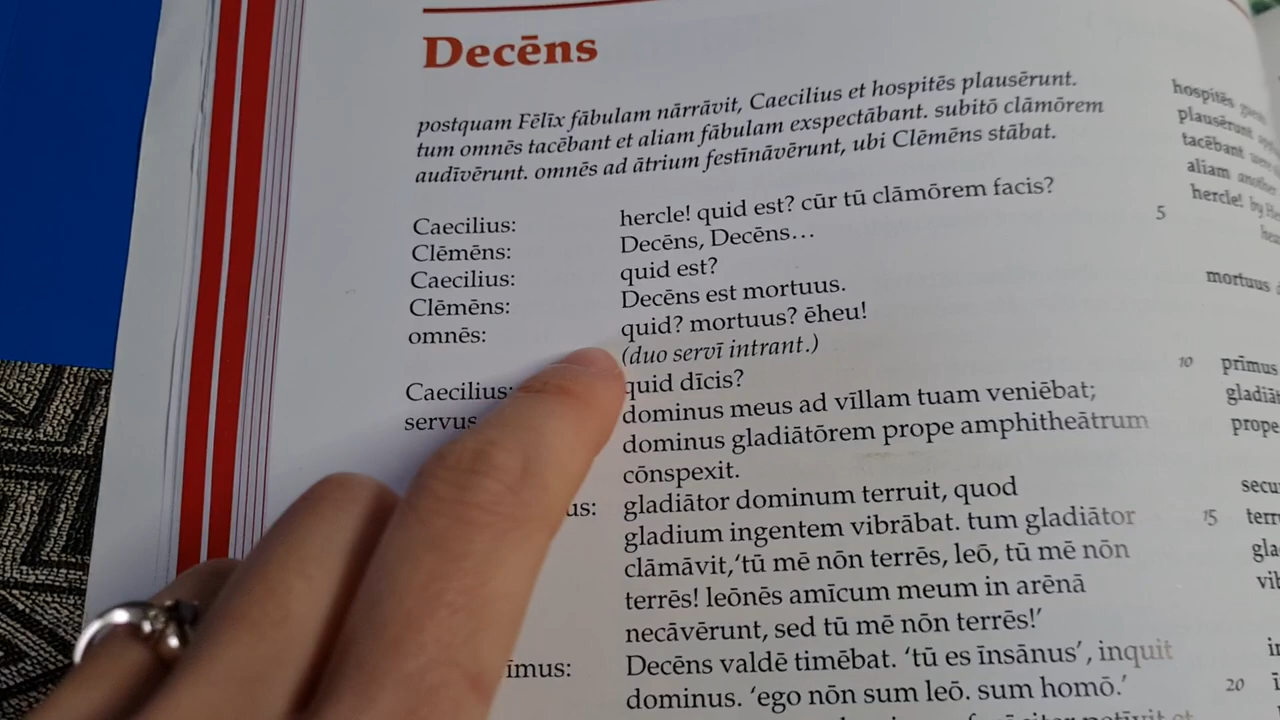 Decēns
postquam Fēlīx fābulam nārrāvit, Caecilius et hospitēs plausērunt.
tum omnēs tacēbant et aliam fābulam exspectābant. subitō clāmōrem
audīvērunt. omnēs ad ātrium festīnāvērunt, ubi Clēmēns stābat.
Caecilius: hercle! quid est? cūr tū clāmōrem facis?
Clēmēns: Decēns, Decēns...
Caecilius: quid est?
Clēmēns: Decēns est mortuus.
omnēs: quid? mortuus? ēheu!
(duo servī intrant.)
Caecilius: quid dīcis?
servus dominus meus ad vīllam tuam veniēbat;
dominus gladiātōrem prope amphitheātrum
cōnspexit.
us: gladiātor dominum terruit, quod
gladium ingentem vibrābat. tum gladiātor
clāmāvit,‘tū mē nōn terrēs, leō, tū mē nōn
terrēs! leōnēs amīcum meum in arēnā
necāvērunt, sed tū mē nōn terrēs!’
īmus: Decēns valdē timēbat. ‘tū es īnsānus’, inquit
dominus. ‘ego nōn sum leō. sum homō.’
hospitēs
plausērunt
tacēbant
aliam another
hercle! by
5
mortuus
10 prīmus
prope
15
20